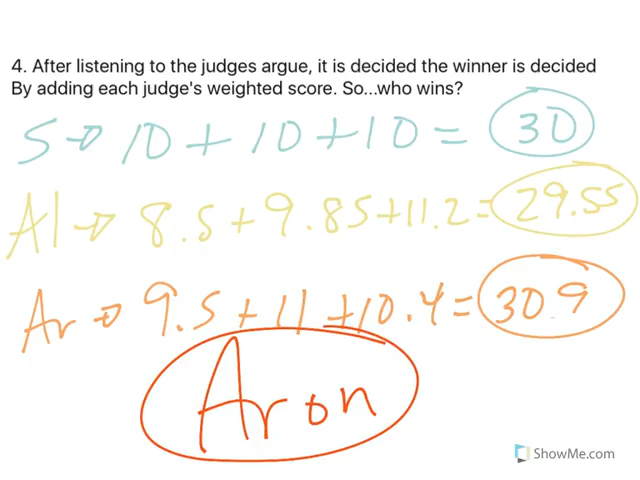 4. After listening to the judges argue, it is decided the winner is decided
By adding each judge's weighted score. So...who wins?
S → 10 + 10 + 10 = 30
Al → 8.5 + 9.85 + 11.2 = 29.55
Ar → 9.5 + 11 + 10.4 = 30.9
Aron
ShowMe.com